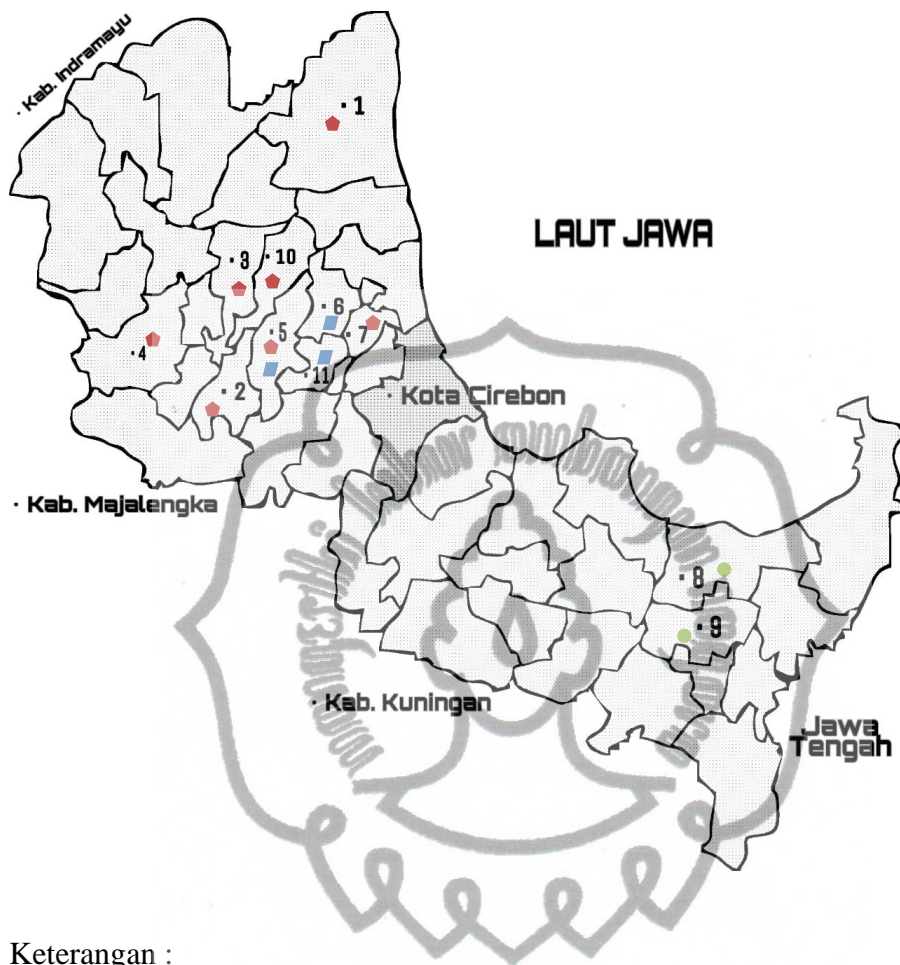 · Kab. Indramayu
· 1
LAUT JAWA
· 3
· 10
· 6
· 5
· 7
· 4
· 11
· 2
· Kota Cirebon
· Kab. Majalengka
· 8
· 9
· Kab. Kuningan
Jawa
Tengah
Keterangan :